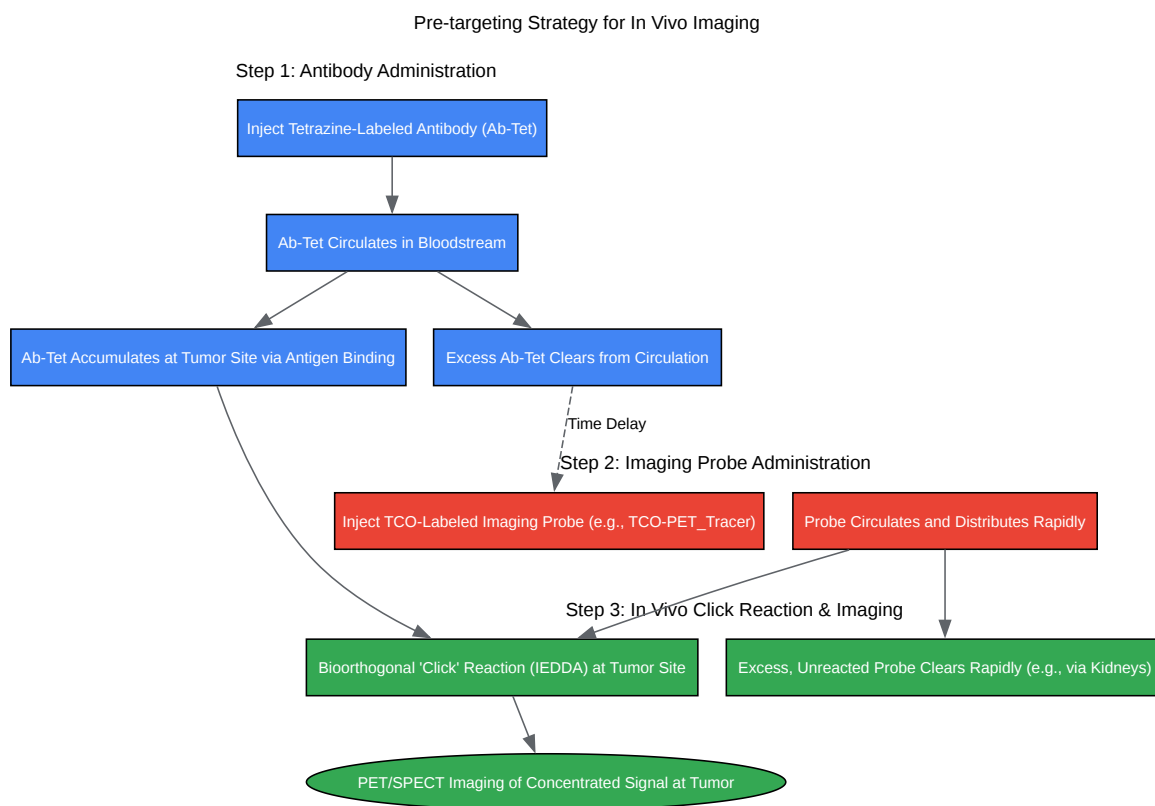 Pre-targeting Strategy for In Vivo Imaging
Step 1: Antibody Administration
Inject Tetrazine-Labeled Antibody (Ab-Tet)
Ab-Tet Circulates in Bloodstream
Ab-Tet Accumulates at Tumor Site via Antigen Binding
Excess Ab-Tet Clears from Circulation
Time Delay
Step 2: Imaging Probe Administration
Inject TCO-Labeled Imaging Probe (e.g., TCO-PET_Tracer)
Probe Circulates and Distributes Rapidly
Step 3: In Vivo Click Reaction & Imaging
Bioorthogonal 'Click' Reaction (IEDDA) at Tumor Site
Excess, Unreacted Probe Clears Rapidly (e.g., via Kidneys)
PET/SPECT Imaging of Concentrated Signal at Tumor